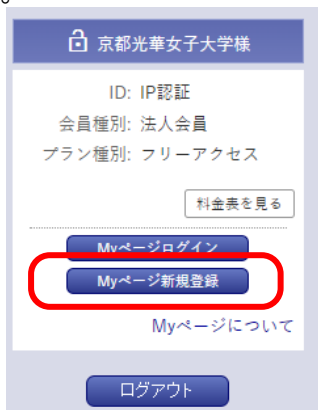 京都光華女子大学様
ID: IP認証
会員種別: 法人会員
プラン種別: フリーアクセス
料金表を見る
Myページログイン
Myページ新規登録
Myページについて
ログアウト